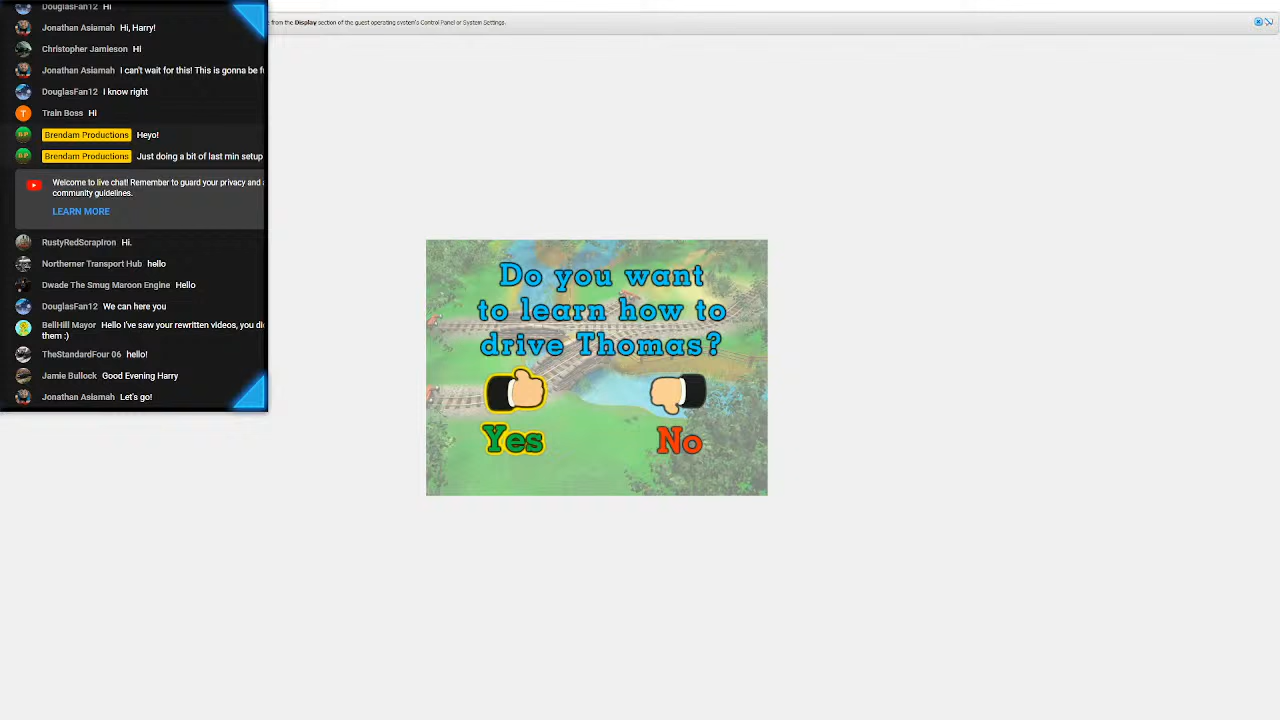 DouglasFan12 Hi
Jonathan Asiamah Hi, Harry!
Christopher Jamieson Hi
Jonathan Asiamah I can't wait for this! This is gonna be
DouglasFan12 I know right
T Train Boss Hi
BP Brendam Productions Heyo!
BP Brendam Productions Just doing a bit of last min setup
Welcome to live chat! Remember to guard your privacy and
community guidelines.
LEARN MORE
RustyRedScrapIron Hi.
Northerner Transport Hub hello
Dwade The Smug Maroon Engine Hello
DouglasFan12 We can here you
BellHill Mayor Hello I've seen your rewritten videos, you
them :)
TheStandardFour 06 hello!
Jamie Bullock Good Evening Harry
Jonathan Asiamah Let's go!
from the Display section of the guest operating system's Control Panel or System Settings.
Do you want
to learn how to
drive Thomas?
Yes No